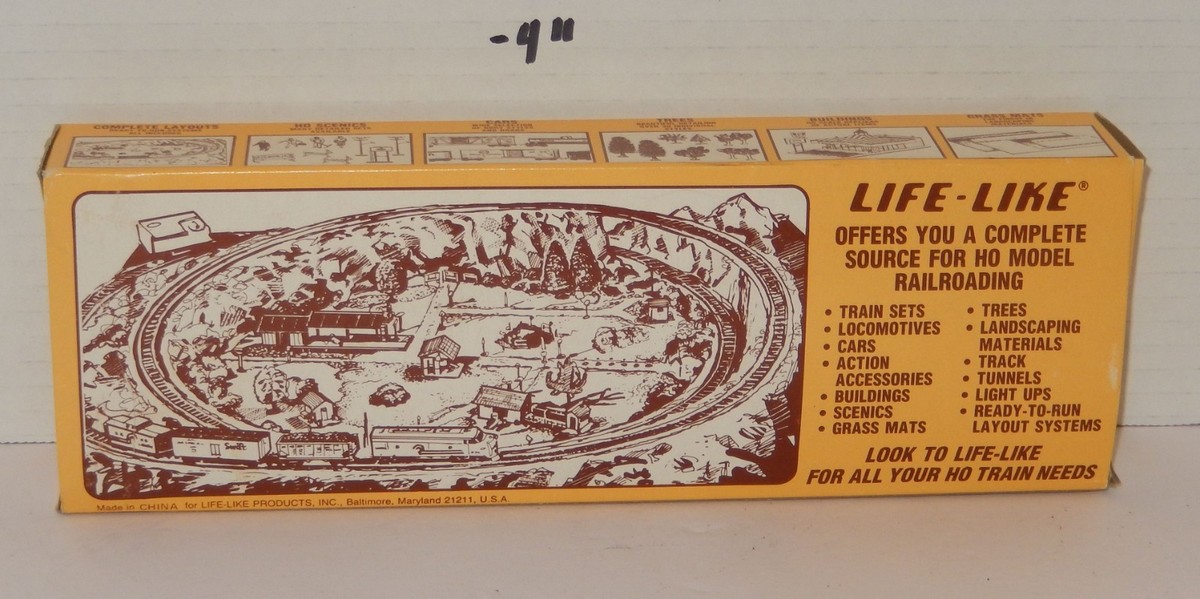 -9"
COMPLETE LAYOUTS
HO SCENICS
CARS
TREES
BUILDINGS
GRASS MATS
LIFE-LIKE®
OFFERS YOU A COMPLETE
SOURCE FOR HO MODEL
RAILROADING
• TRAIN SETS
• LOCOMOTIVES
• CARS
• ACTION
ACCESSORIES
• BUILDINGS
• SCENICS
• GRASS MATS
• TREES
• LANDSCAPING
MATERIALS
• TRACK
• TUNNELS
• LIGHT UPS
• READY-TO-RUN
LAYOUT SYSTEMS
LOOK TO LIFE-LIKE
FOR ALL YOUR HO TRAIN NEEDS
Swift
Made in CHINA for LIFE-LIKE PRODUCTS, INC., Baltimore, Maryland 21211, U.S.A.